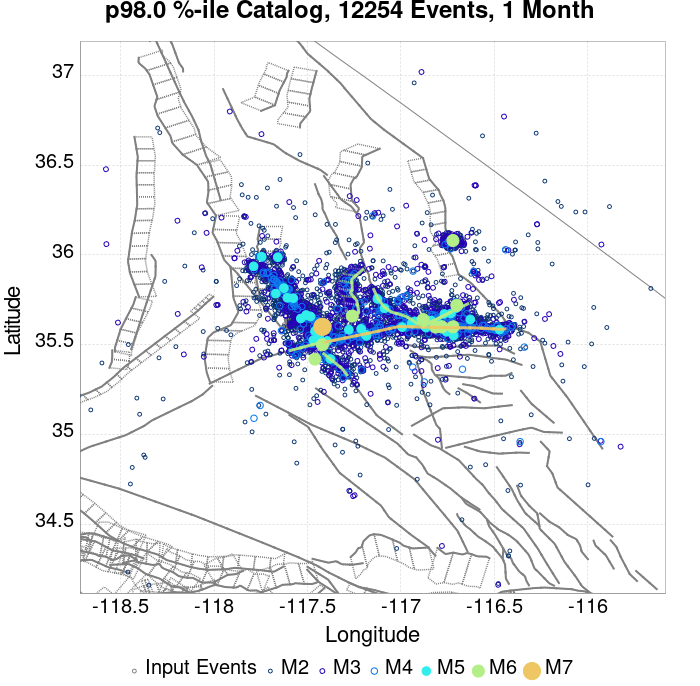 p98.0 %-ile Catalog, 12254 Events, 1 Month
37
36.5
36
35.5
35
34.5
Latitude
-118.5 -118 -117.5 -117 -116.5 -116
Longitude
Input Events M2 M3 M4 M5 M6 M7